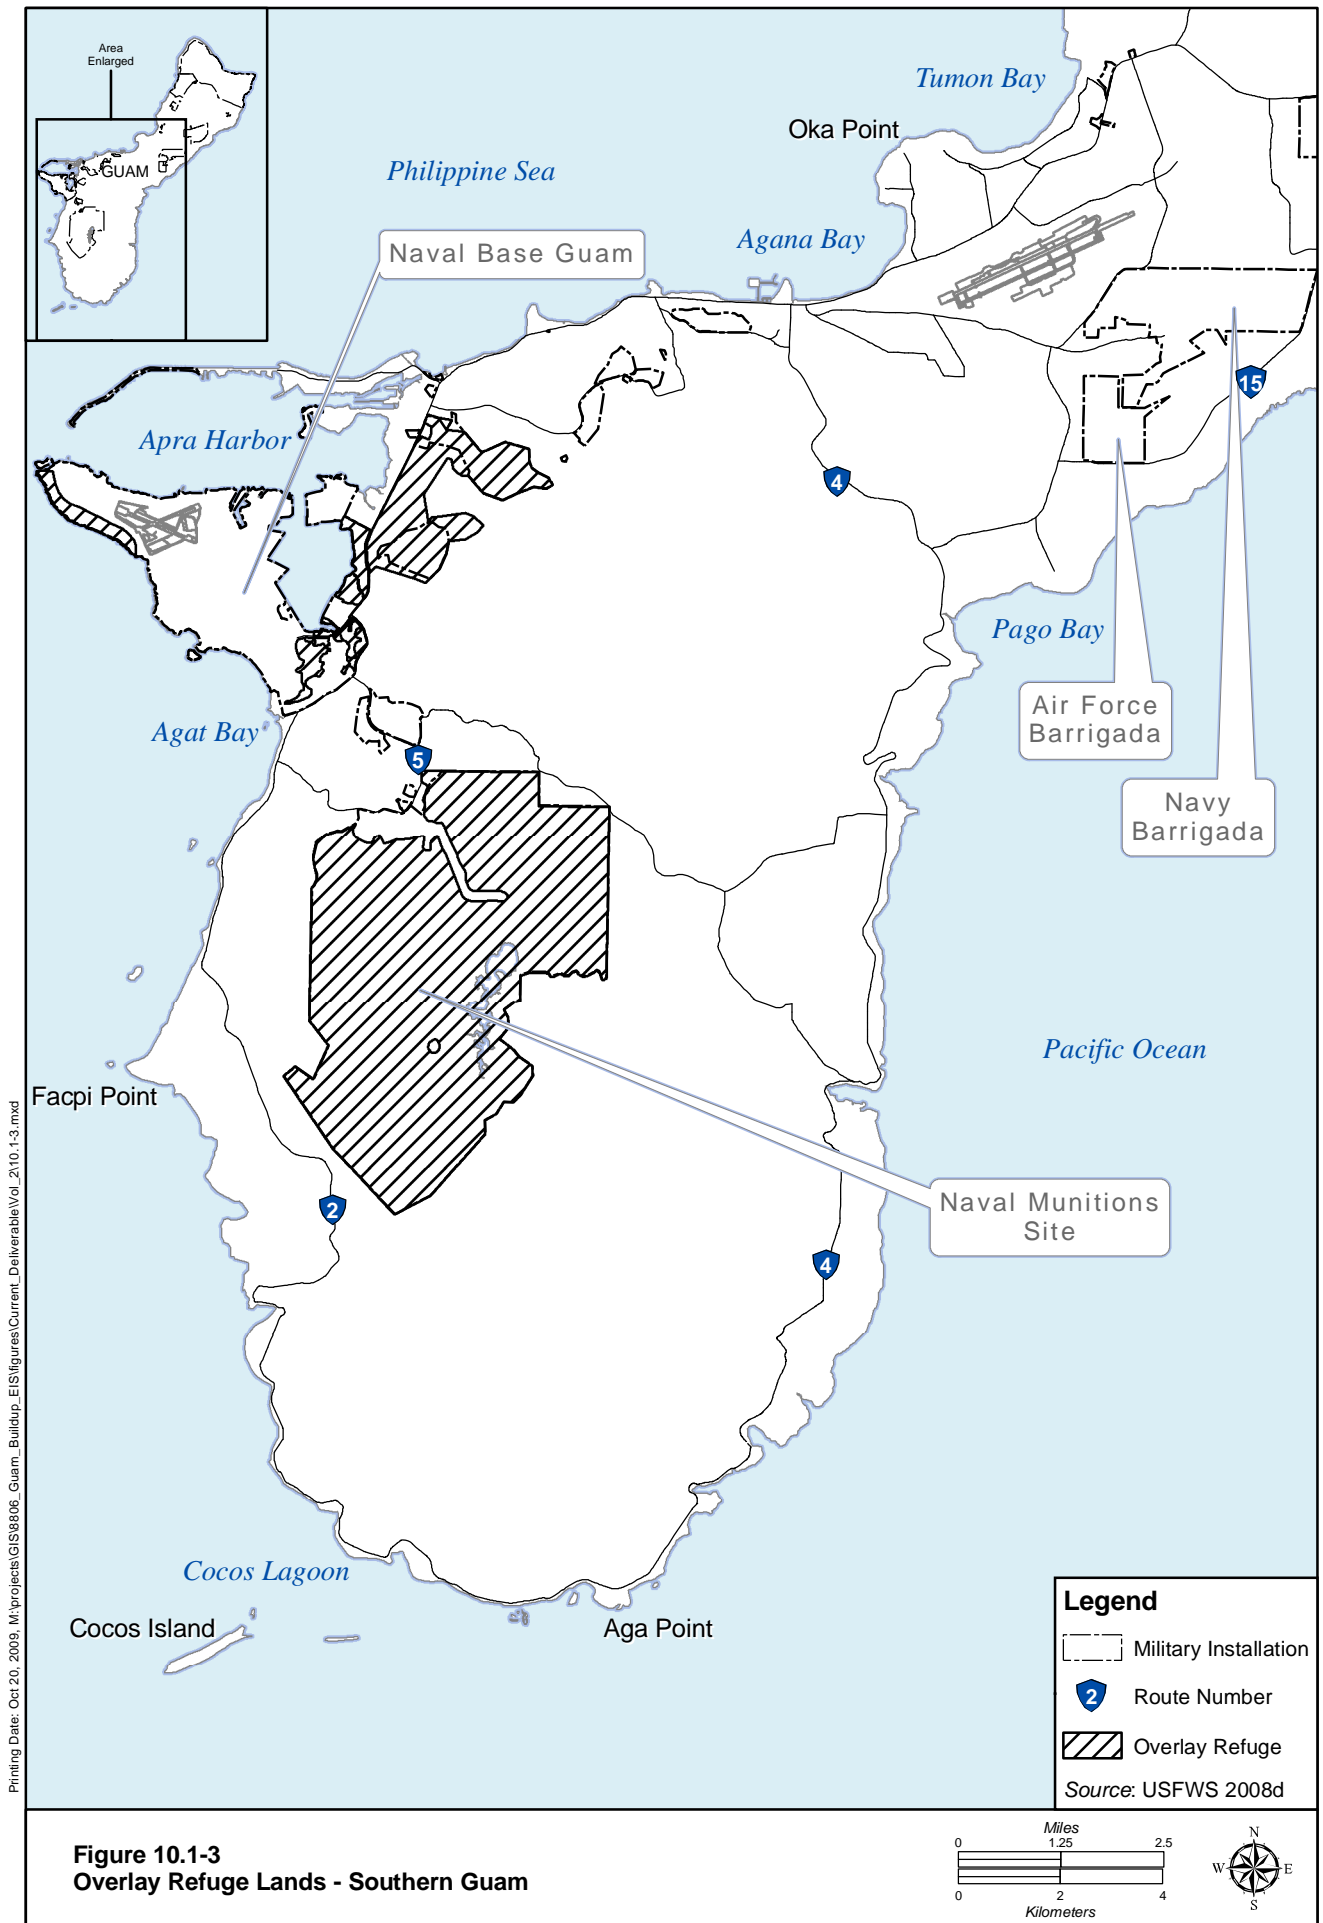 Area
Enlarged
GUAM
Tumon Bay
Oka Point
Philippine Sea
Agana Bay
Naval Base Guam
15
Apra Harbor
4
Pago Bay
Air Force
Barrigada
Agat Bay
5
Navy
Barrigada
Pacific Ocean
Facpi Point
Naval Munitions
Site
2
4
Cocos Lagoon
Cocos Island
Aga Point
Legend
Military Installation
2
Route Number
Overlay Refuge
Source: USFWS 2008d
Printing Date: Oct 20, 2009, M:\projects\GIS\8806_Guam_Buildup_EIS\figures\Current_Deliverable\Vol_2\10.1-3.mxd
Figure 10.1-3
Overlay Refuge Lands - Southern Guam
Miles
0 1.25 2.5
0 2 4
Kilometers
N
W E
S